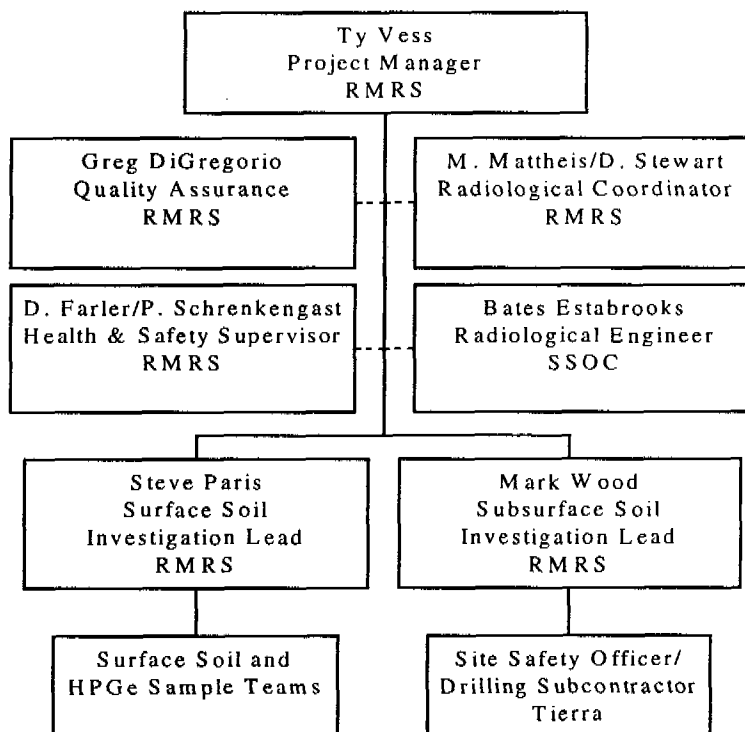 Ty Vess
Project Manager
RMRS
Greg DiGregorio
Quality Assurance
RMRS
M. Mattheis/D. Stewart
Radiological Coordinator
RMRS
D. Farler/P. Schrenkengast
Health & Safety Supervisor
RMRS
Bates Estabrooks
Radiological Engineer
SSOC
Steve Paris
Surface Soil
Investigation Lead
RMRS
Mark Wood
Subsurface Soil
Investigation Lead
RMRS
Surface Soil and
HPGe Sample Teams
Site Safety Officer/
Drilling Subcontractor
Tierra